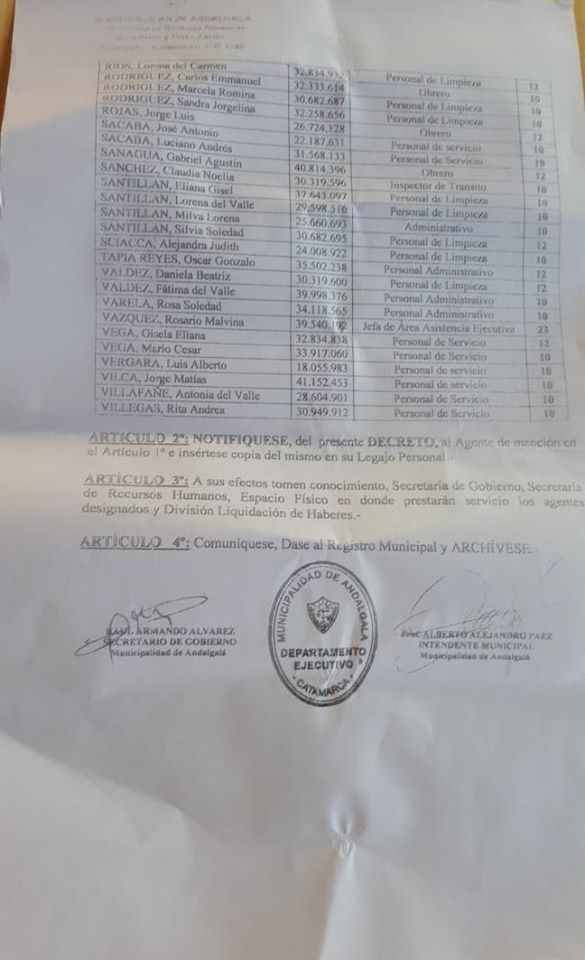 MUNICIPALIDAD DE ANDALGALA
RIOS, Lorena del Carmen 32.834.952 Personal de Limpieza 12
RODRIGUEZ, Carlos Emmanuel 32.333.614 Obrero 10
RODRIGUEZ, Marcela Romina 30.682.687 Personal de Limpieza 10
RODRIGUEZ, Sandra Jorgelina 32.258.656 Personal de Limpieza 10
ROJAS, Jorge Luis 26.724.128 Obrero 12
SACABA, José Antonio 22.187.631 Personal de servicio 10
SACABA, Luciano Andrés 31.568.133 Personal de Servicio 10
SANAGUA, Gabriel Agustín 40.814.396 Obrero 12
SANCHEZ, Claudia Noelia 30.319.596 Inspector de Transito 10
SANTILLAN, Eliana Gisel 37.643.097 Personal de Limpieza 10
SANTILLAN, Lorena del Valle 29.598.516 Personal de Limpieza 10
SANTILLAN, Milva Lorena 25.660.693 Administrativo 10
SANTILLAN, Silvia Soledad 30.682.695 Personal de Limpieza 12
SCIACCA, Alejandra Judith 24.008.922 Personal de Limpieza 10
TAPIA REYES, Oscar Gonzalo 35.502.238 Personal Administrativo 12
VALDEZ, Daniela Beatriz 30.319.600 Personal Administrativo 12
VALDEZ, Fátima del Valle 39.998.376 Personal Administrativo 10
VARELA, Rosa Soledad 34.118.565 Personal Administrativo 10
VAZQUEZ, Rosario Malvina 39.540.192 Jefa de Área Asistencia Ejecutivo 23
VEGA, Gisela Eliana 32.834.838 Personal de Servicio 12
VEGA, Mario Cesar 33.917.060 Personal de Servicio 10
VERGARA, Luis Alberto 18.055.983 Personal de Servicio 10
VILCA, Jorge Matías 41.152.453 Personal de servicio 10
VILLAFAÑE, Antonia del Valle 28.604.901 Personal de Servicio 10
VILLEGAS, Rita Andrea 30.949.912 Personal de Servicio 10
ARTICULO 2º: NOTIFIQUESE, del presente DECRETO, al Agente de mención en
el Artículo 1º e insértese copia del mismo en su Legajo Personal.-
ARTICULO 3º: A sus efectos tomen conocimiento, Secretaria de Gobierno, Secretaria
de Recursos Humanos, Espacio Físico en donde prestarán servicio los agentes
designados y División Liquidación de Haberes.-
ARTÍCULO 4º: Comuníquese, Dase al Registro Municipal y ARCHÍVESE.-
RAUL ARMANDO ALVAREZ
SECRETARIO DE GOBIERNO
Municipalidad de Andalgalá
MUNICIPALIDAD DE ANDALGALA
DEPARTAMENTO
EJECUTIVO
CATAMARCA
ALBERTO ALEJANDRO PAEZ
INTENDENTE MUNICIPAL
Municipalidad de Andalgalá